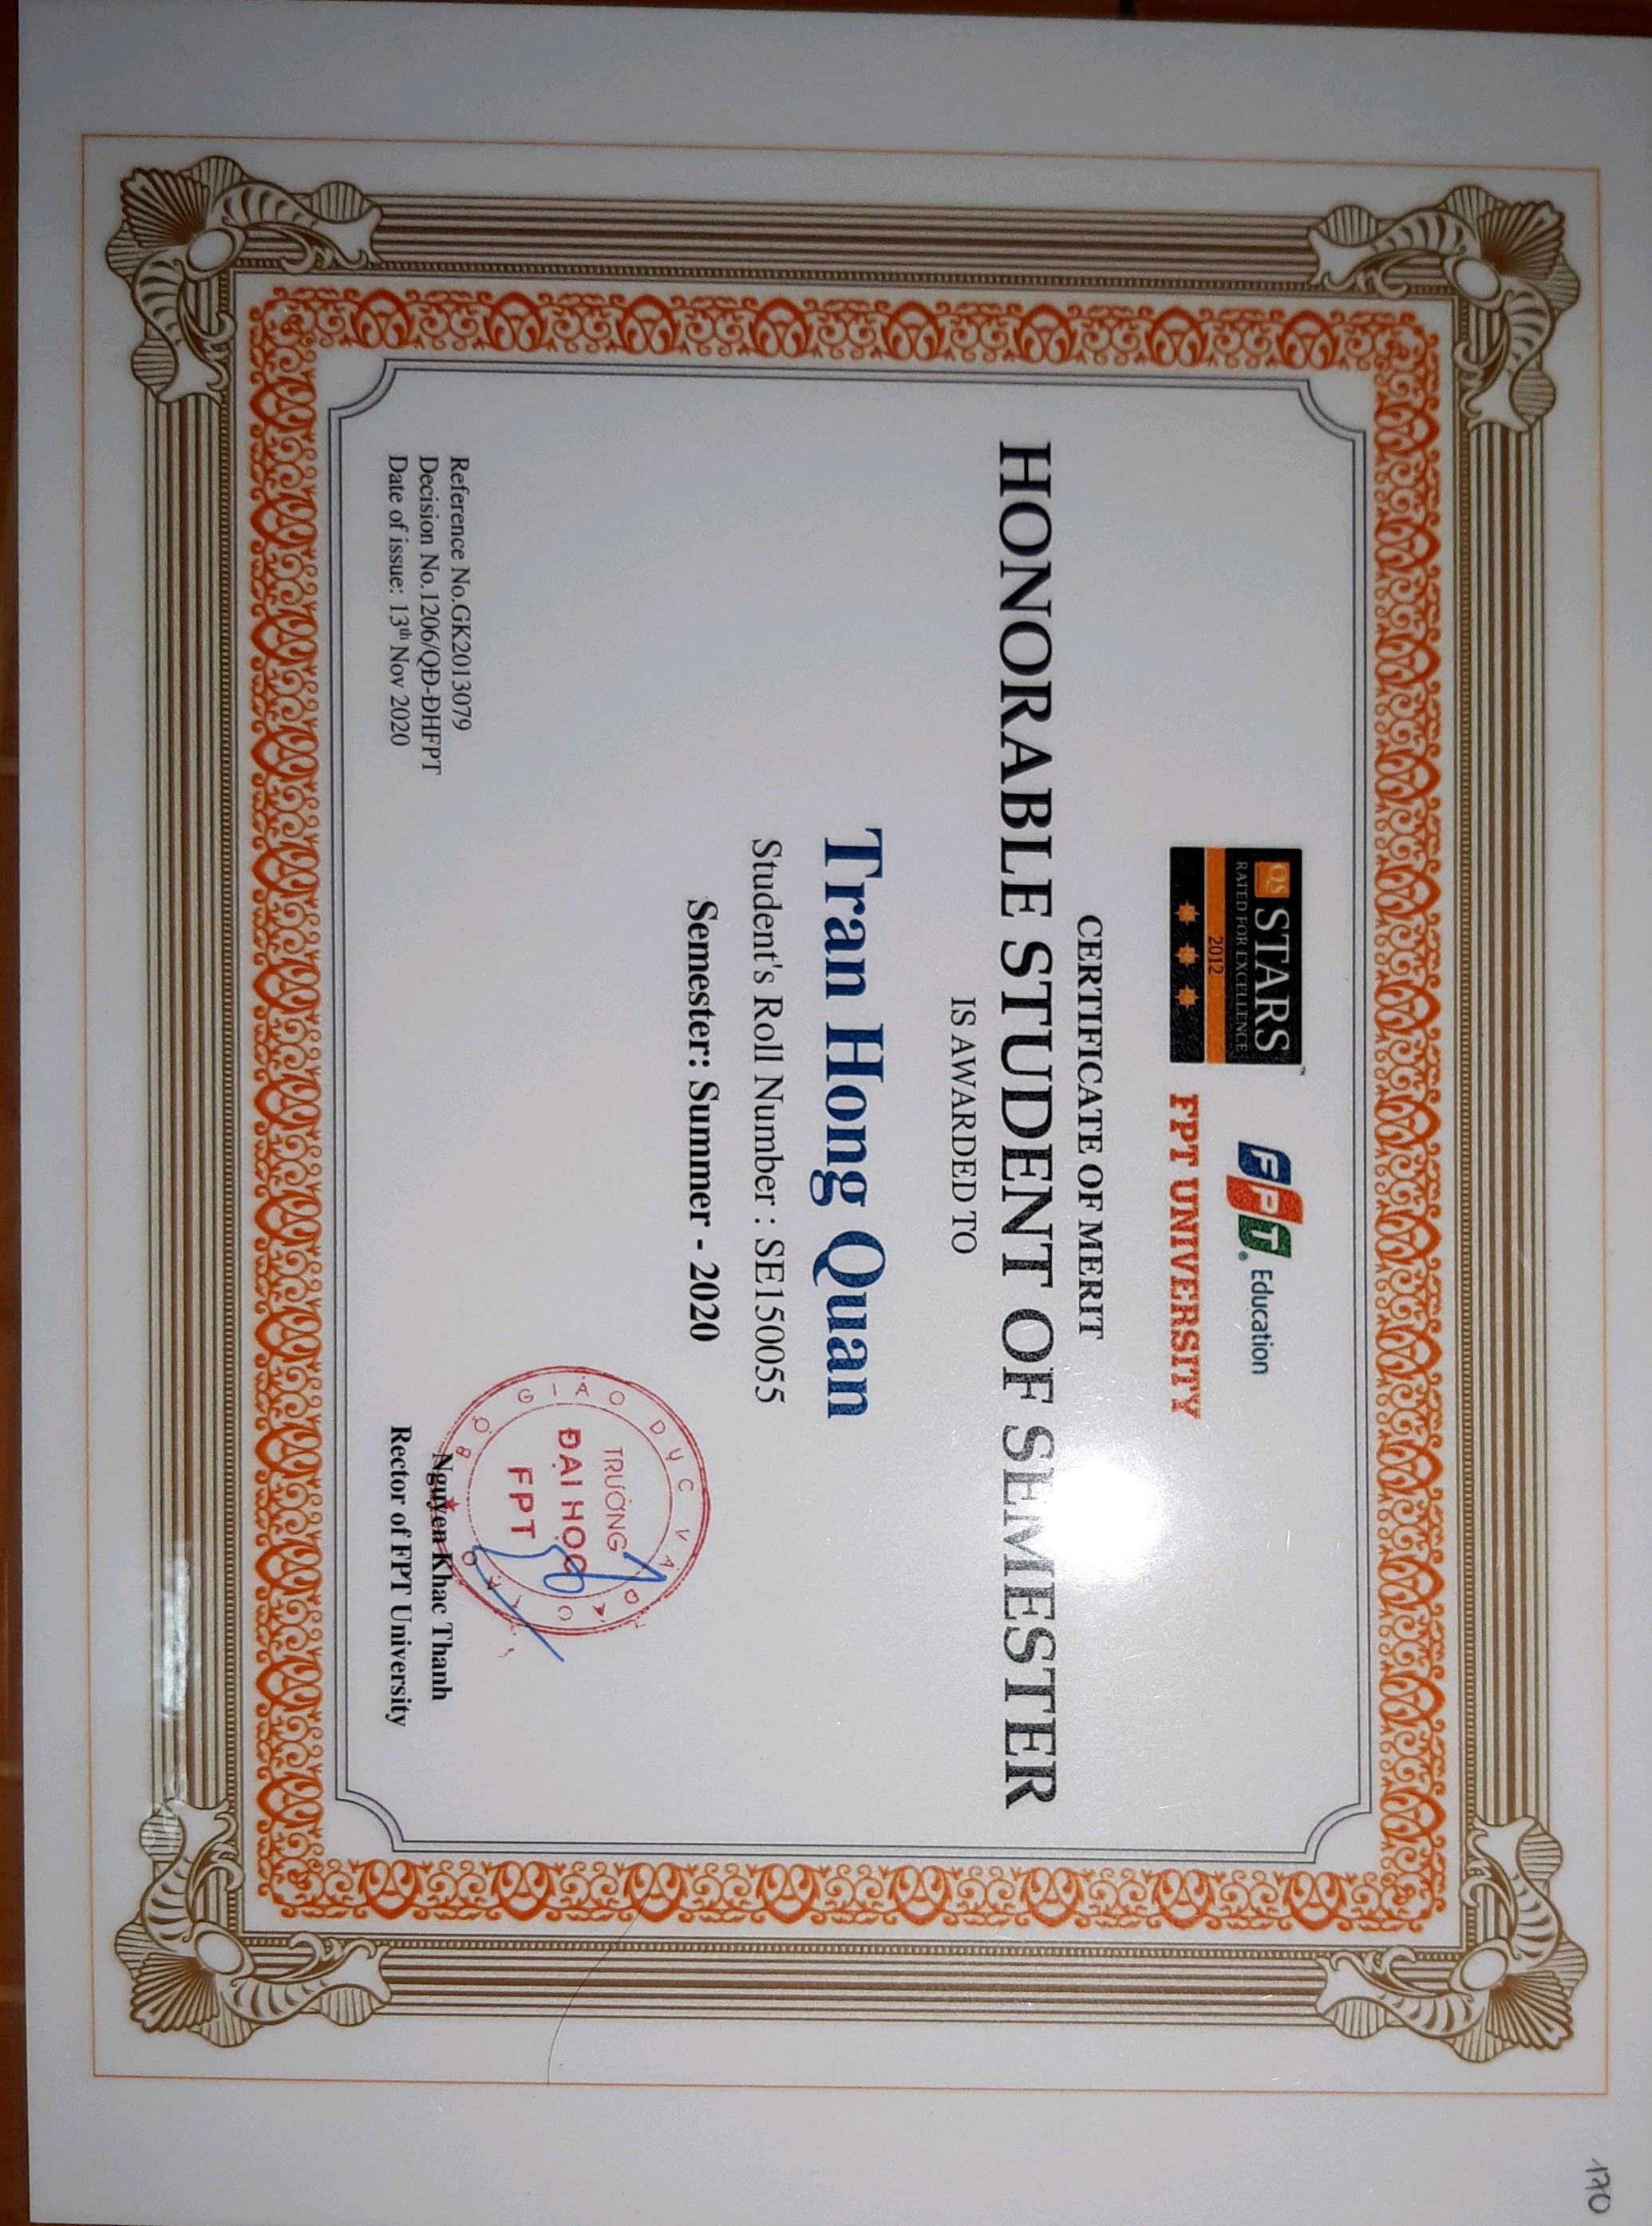 QS STARS™
RATED FOR EXCELLENCE
2012
FPT® Education
FPT UNIVERSITY
CERTIFICATE OF MERIT
HONORABLE STUDENT OF SEMESTER
IS AWARDED TO
Tran Hong Quan
Student's Roll Number : SE150055
Semester: Summer - 2020
Reference No.GK2013079
Decision No.1206/QĐ-ĐHFPT
Date of issue: 13th Nov 2020
BỘ GIÁO DỤC VÀ ĐÀO TẠO
TRƯỜNG
ĐẠI HỌC
FPT
Nguyen Khac Thanh
Rector of FPT University
170